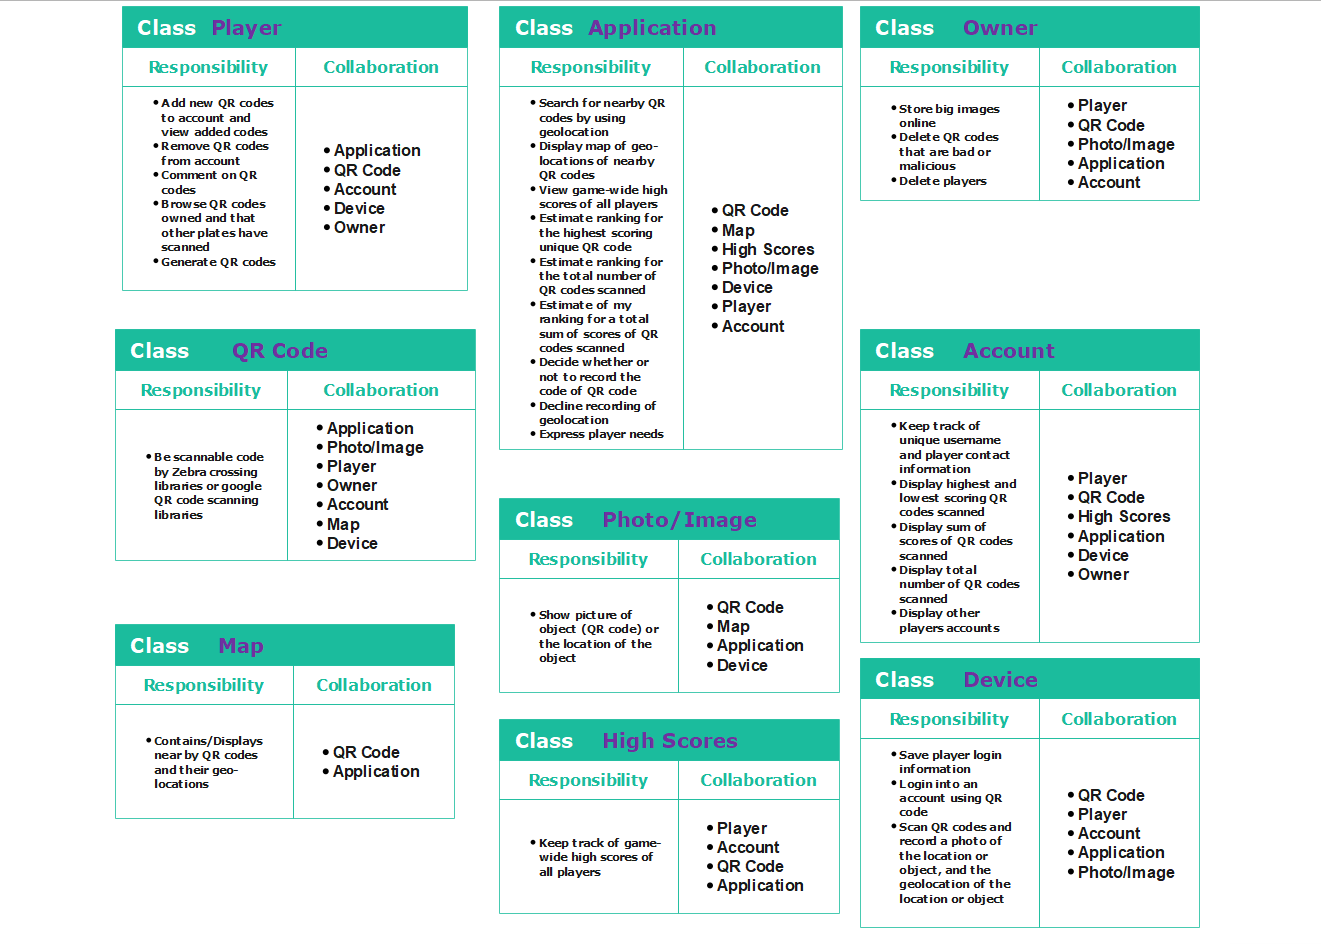 Class Player
Responsibility Collaboration
• Add new QR codes
to account and
view added codes
• Remove QR codes
from account
• Comment on QR
codes
• Browse QR codes
owned and that
other plates have
scanned
• Generate QR codes
• Application
• QR Code
• Account
• Device
• Owner
Class Application
Responsibility Collaboration
• Search for nearby QR
codes by using
geolocation
• Display map of geo-
locations of nearby
QR codes
• View game-wide high
scores of all players
• Estimate ranking for
the highest scoring
unique QR code
• Estimate ranking for
the total number of
QR codes scanned
• Estimate of my
ranking for a total
sum of scores of QR
codes scanned
• Decide whether or
not to record the
code of QR code
• Decline recording of
geolocation
• Express player needs
• QR Code
• Map
• High Scores
• Photo/Image
• Device
• Player
• Account
Class Owner
Responsibility Collaboration
• Store big images
online
• Delete QR codes
that are bad or
malicious
• Delete players
• Player
• QR Code
• Photo/Image
• Application
• Account
Class QR Code
Responsibility Collaboration
• Be scannable code
by Zebra crossing
libraries or google
QR code scanning
libraries
• Application
• Photo/Image
• Player
• Owner
• Account
• Map
• Device
Class Account
Responsibility Collaboration
• Keep track of
unique username
and player contact
information
• Display highest and
lowest scoring QR
codes scanned
• Display sum of
scores of QR codes
scanned
• Display total
number of QR codes
scanned
• Display other
players accounts
• Player
• QR Code
• High Scores
• Application
• Device
• Owner
Class Photo/Image
Responsibility Collaboration
• Show picture of
object (QR code) or
the location of the
object
• QR Code
• Map
• Application
• Device
Class Map
Responsibility Collaboration
• Contains/Displays
near by QR codes
and their geo-
locations
• QR Code
• Application
Class High Scores
Responsibility Collaboration
• Keep track of game-
wide high scores of
all players
• Player
• Account
• QR Code
• Application
Class Device
Responsibility Collaboration
• Save player login
information
• Login into an
account using QR
code
• Scan QR codes and
record a photo of
the location or
object, and the
geolocation of the
location or object
• QR Code
• Player
• Account
• Application
• Photo/Image